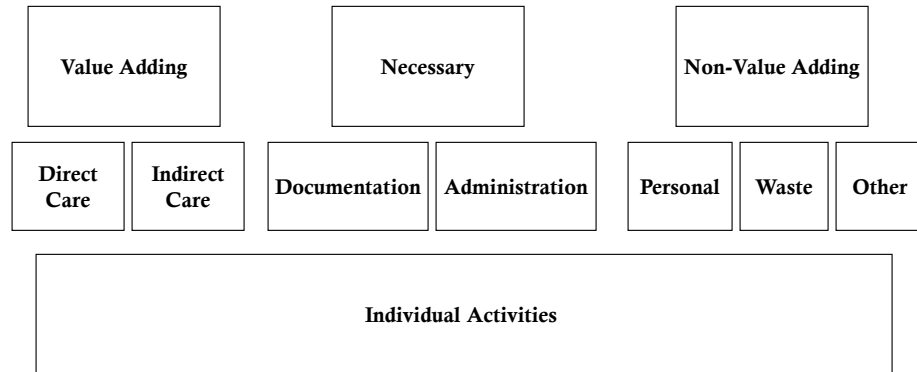 Value Adding
Necessary
Non-Value Adding
Direct
Care
Indirect
Care
Documentation
Administration
Personal
Waste
Other
Individual Activities